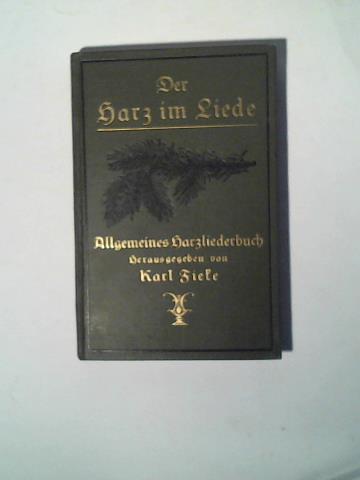 Der
Harz im Liede
Allgemeines Harzliederbuch
Herausgegeben von
Karl Fieke